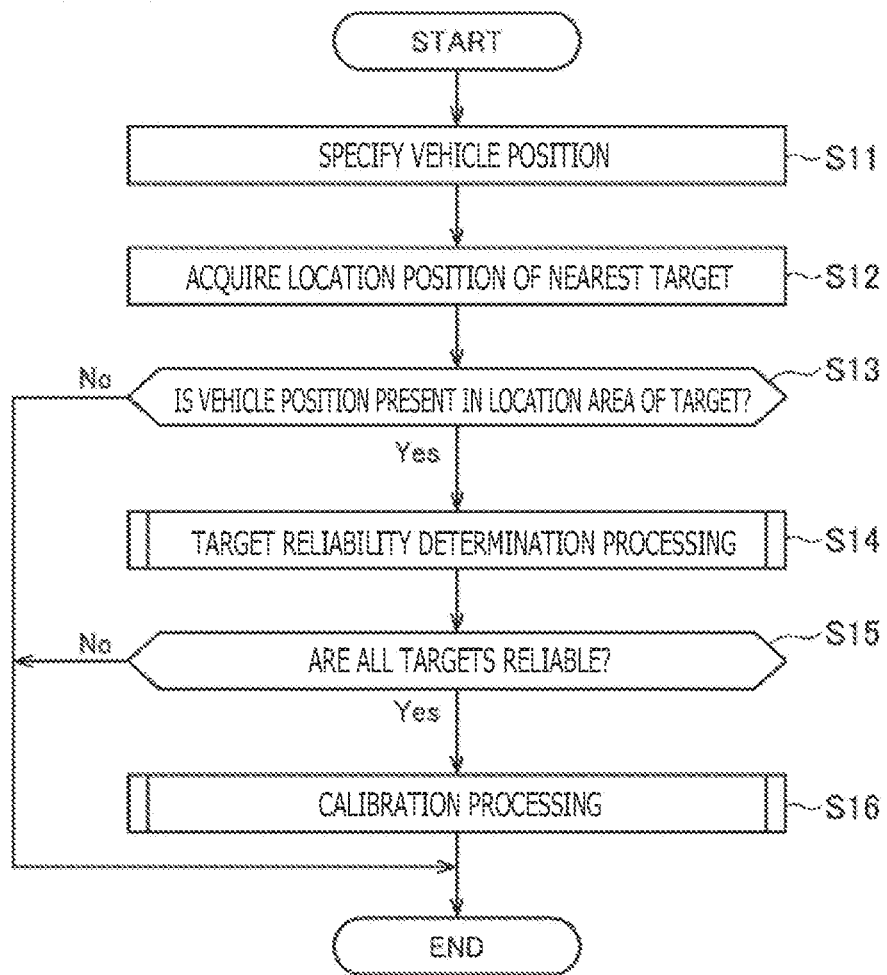 START
SPECIFY VEHICLE POSITION
S11
ACQUIRE LOCATION POSITION OF NEAREST TARGET
S12
No
IS VEHICLE POSITION PRESENT IN LOCATION AREA OF TARGET?
S13
Yes
TARGET RELIABILITY DETERMINATION PROCESSING
S14
No
ARE ALL TARGETS RELIABLE?
S15
Yes
CALIBRATION PROCESSING
S16
END